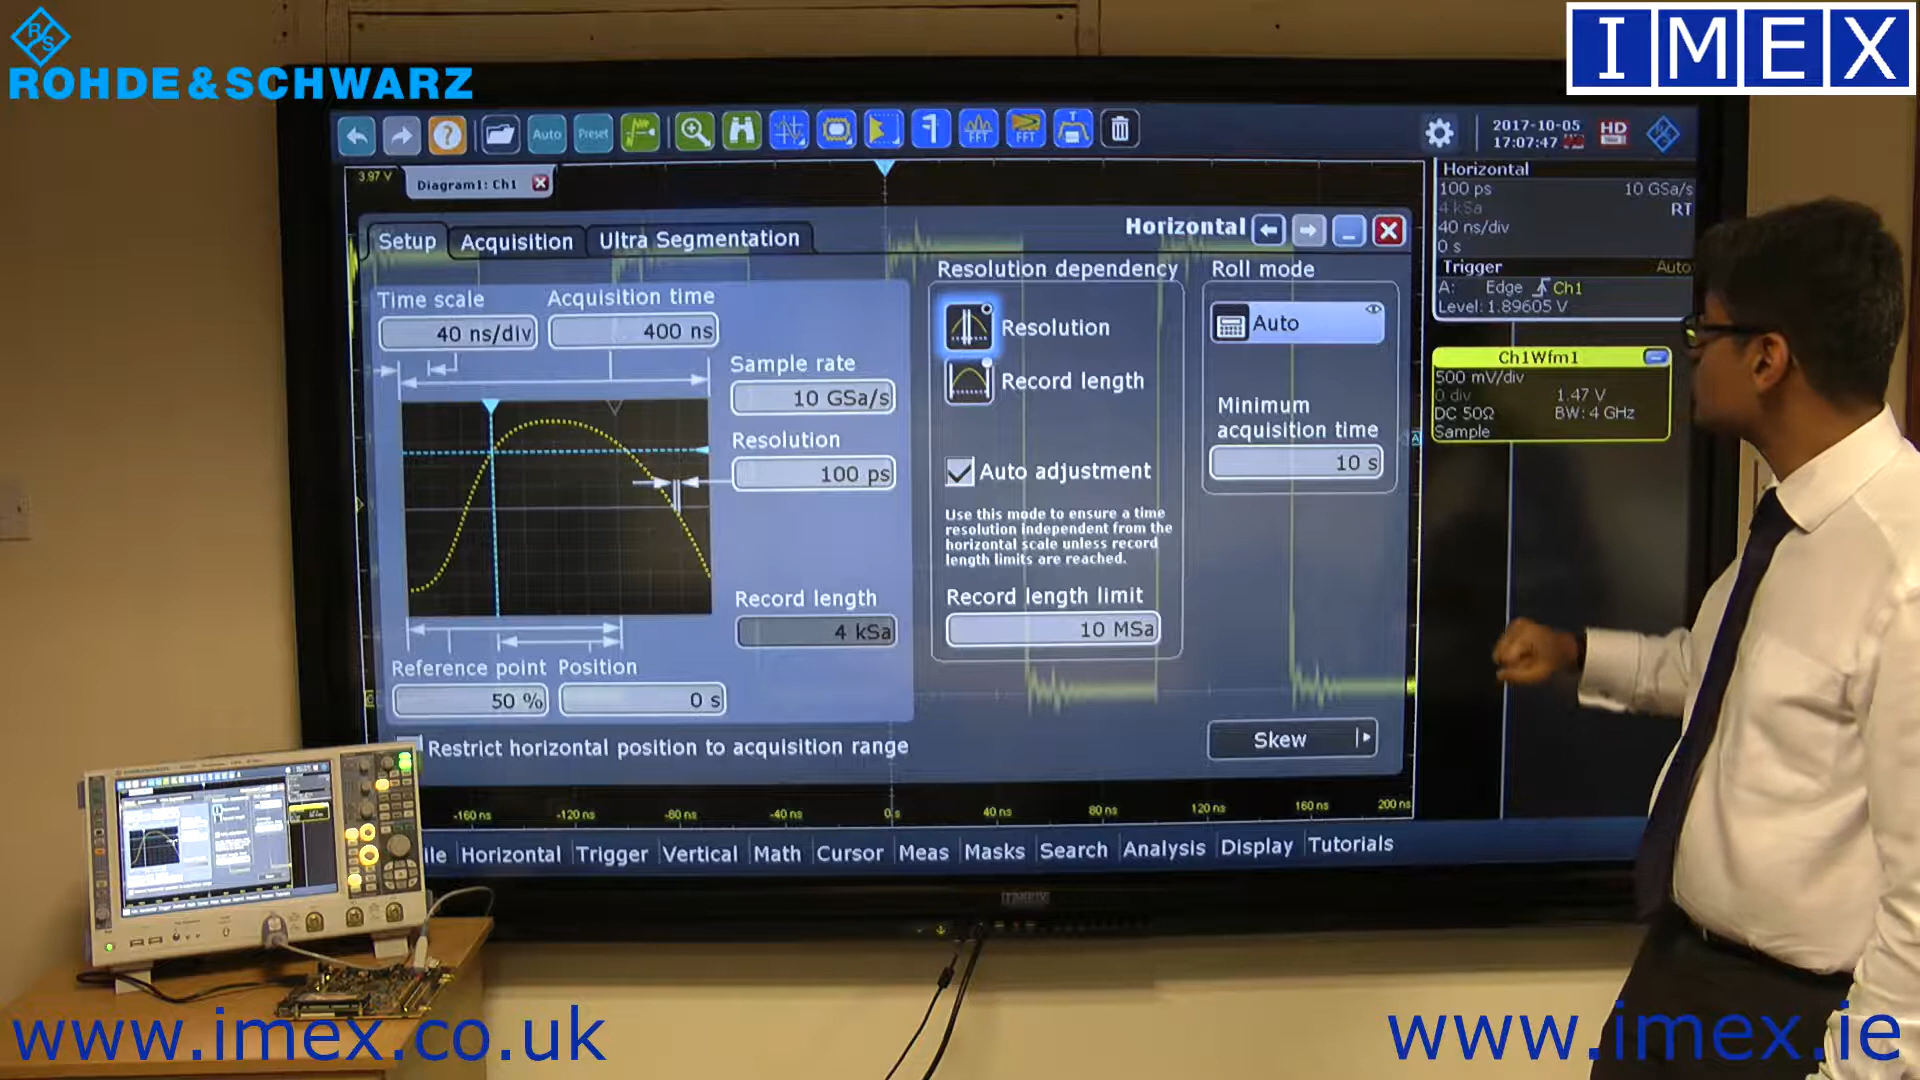 ROHDE & SCHWARZ
IMEX
Auto
Preset
FFT
FFT
2017-10-05
17:07:47
HD
3.97 V
Diagram1: Ch1
Setup
Acquisition
Ultra Segmentation
Horizontal
Time scale
40 ns/div
Acquisition time
400 ns
Sample rate
10 GSa/s
Resolution
100 ps
Record length
4 kSa
Reference point
50 %
Position
0 s
Restrict horizontal position to acquisition range
Resolution dependency
Resolution
Record length
Auto adjustment
Use this mode to ensure a time
resolution independent from the
horizontal scale unless record
length limits are reached.
Record length limit
10 MSa
Roll mode
Auto
Minimum
acquisition time
10 s
Skew
Horizontal
100 ps 10 GSa/s
4 kSa RT
40 ns/div
0 s
Trigger Auto
A: Edge Ch1
Level: 1.89605 V
Ch1Wfm1
500 mV/div
0 div 1.47 V
DC 50Ω BW: 4 GHz
Sample
-160 ns -120 ns -80 ns -40 ns 0 s 40 ns 80 ns 120 ns 160 ns 200 ns
ile Horizontal Trigger Vertical Math Cursor Meas Masks Search Analysis Display Tutorials
IMEX
www.imex.co.uk
www.imex.ie